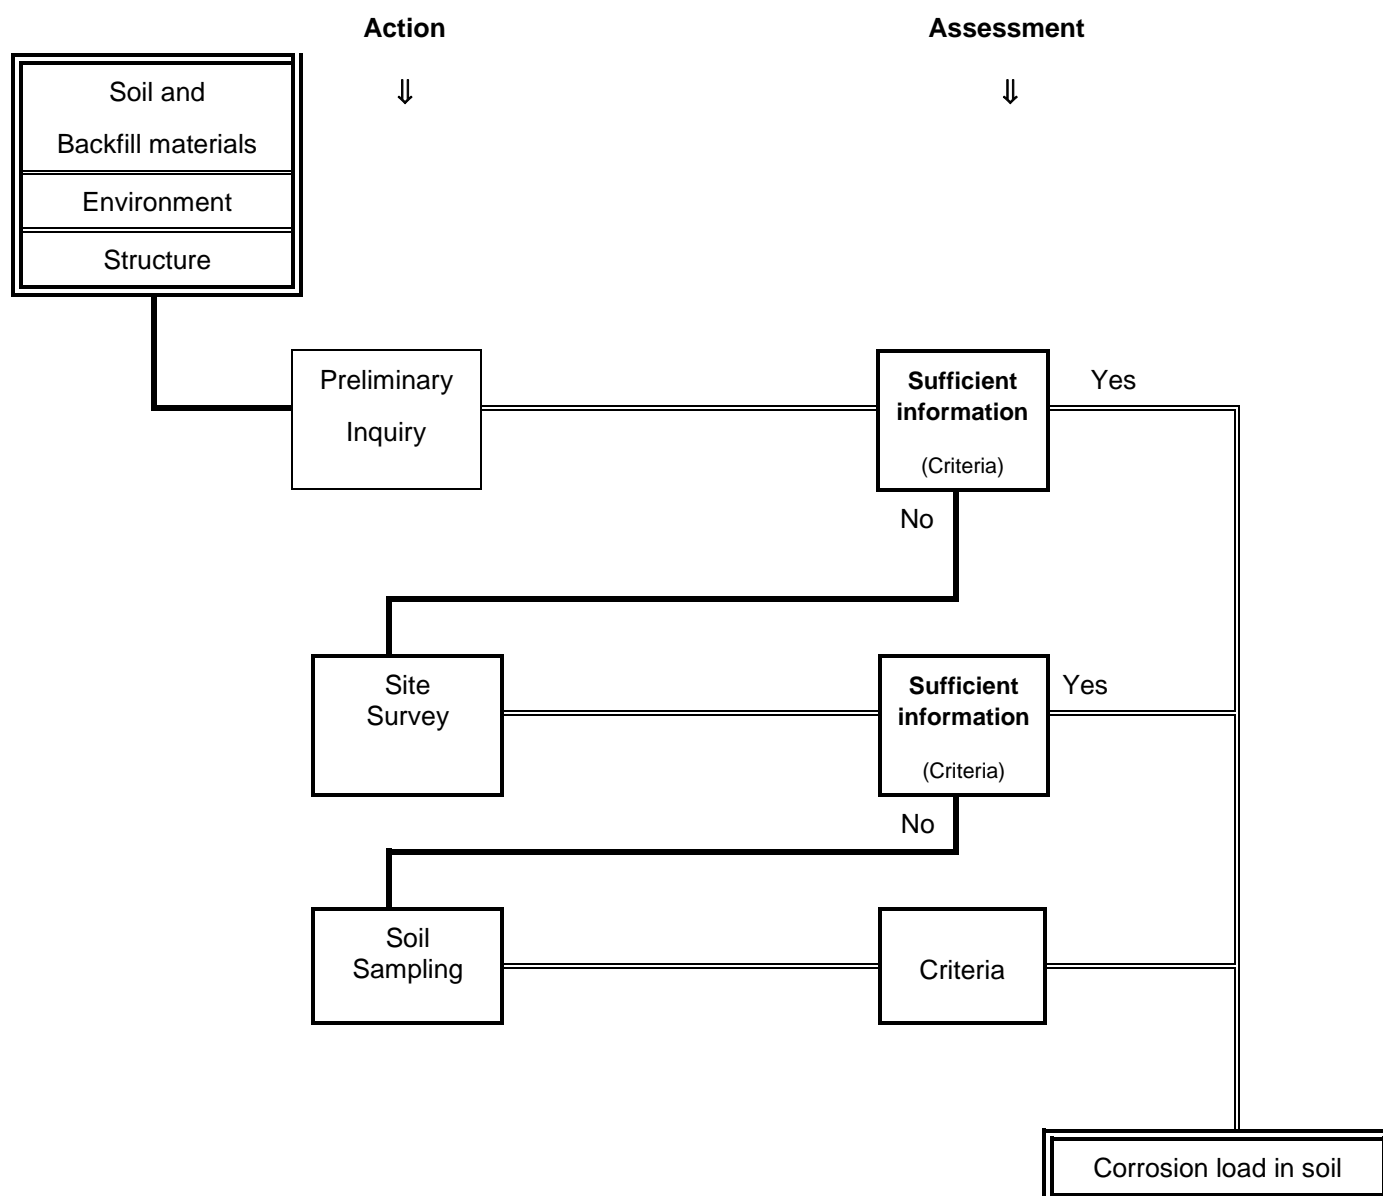 Action
Assessment
⇓
⇓
Soil and
Backfill materials
Environment
Structure
Preliminary
Inquiry
Sufficient
information
(Criteria)
Yes
No
Site
Survey
Sufficient
information
(Criteria)
Yes
No
Soil
Sampling
Criteria
Corrosion load in soil